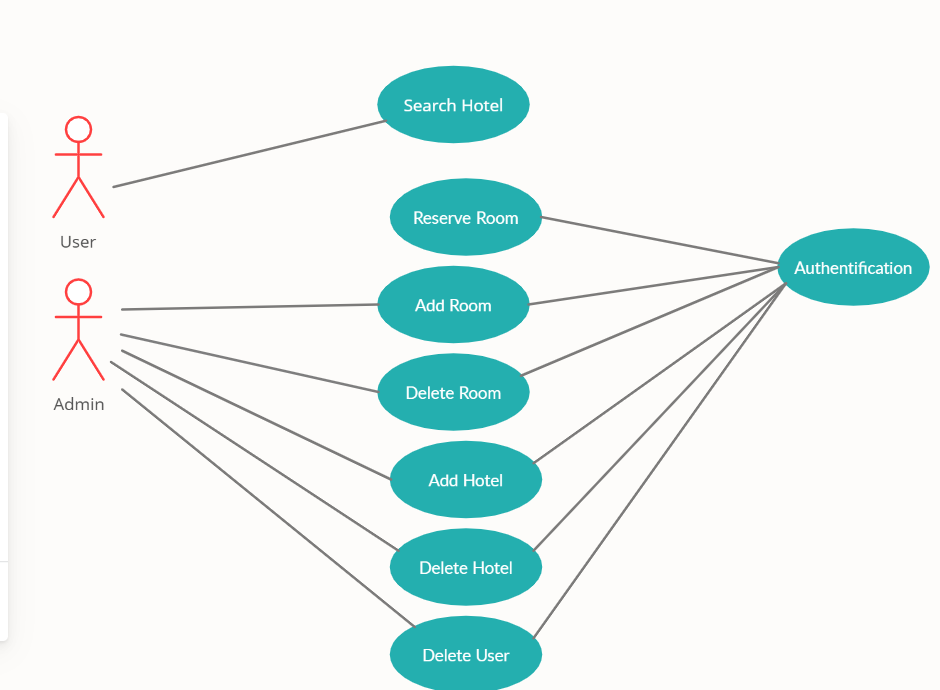 Search Hotel
User
Reserve Room
Authentification
Add Room
Admin
Delete Room
Add Hotel
Delete Hotel
Delete User